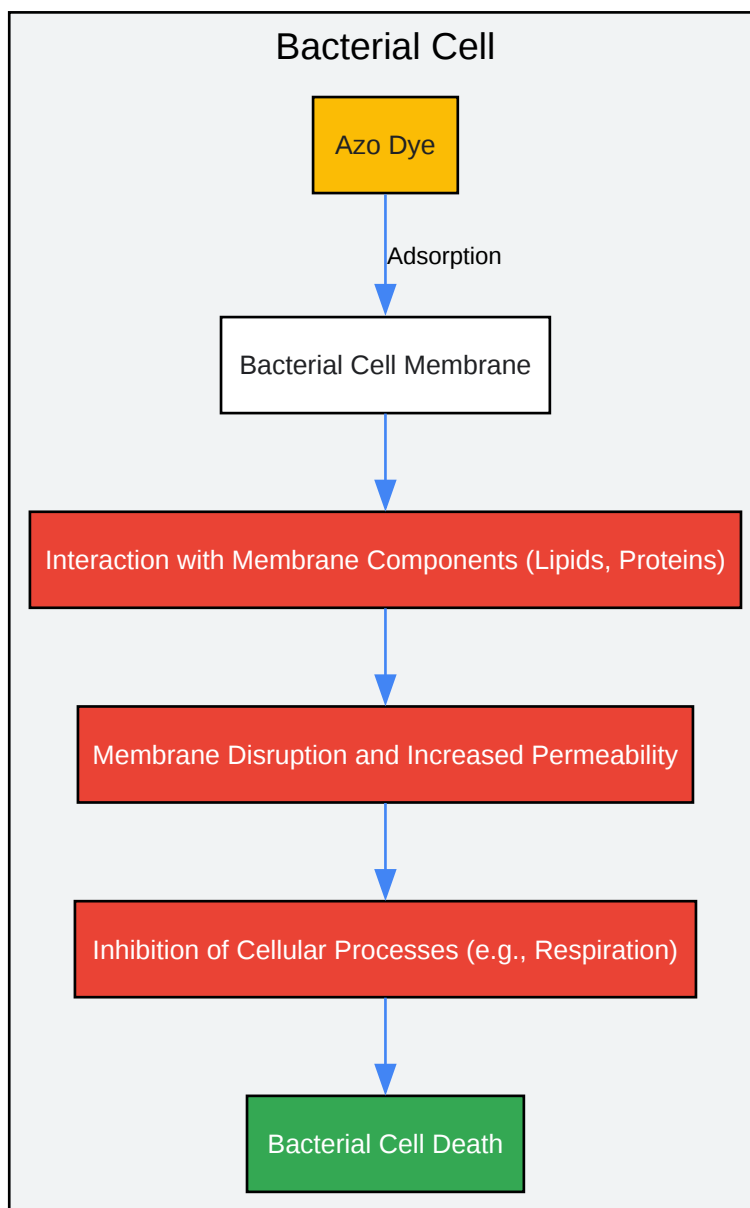 Bacterial Cell
Azo Dye
Adsorption
Bacterial Cell Membrane
Interaction with Membrane Components (Lipids, Proteins)
Membrane Disruption and Increased Permeability
Inhibition of Cellular Processes (e.g., Respiration)
Bacterial Cell Death